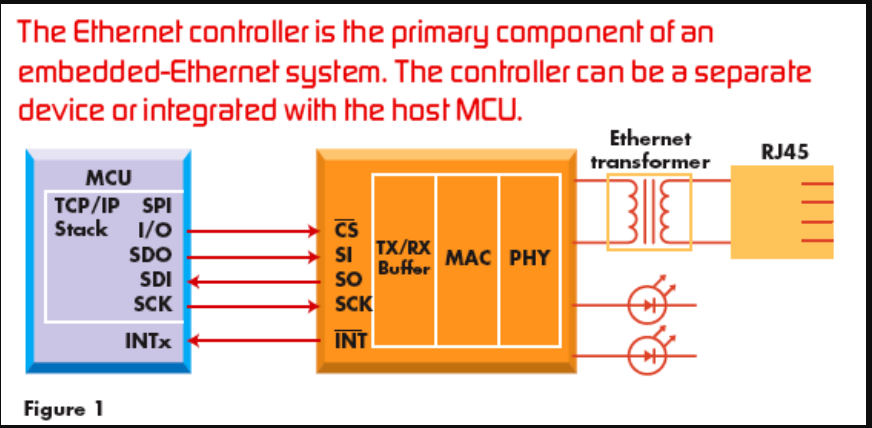 The Ethernet controller is the primary component of an
embedded-Ethernet system. The controller can be a separate
device or integrated with the host MCU.
Ethernet
transformer
RJ45
MCU
TCP/IP SPI
Stack I/O
SDO
SDI
SCK
INTx
CS
SI
SO
SCK
INT
TX/RX
Buffer
MAC
PHY
Figure 1